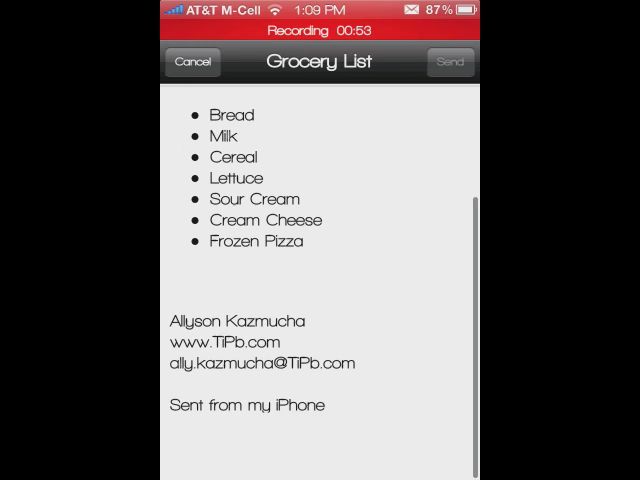 AT&T M-Cell 1:09 PM 87%
Recording 00:53
Cancel Grocery List Send
• Bread
• Milk
• Cereal
• Lettuce
• Sour Cream
• Cream Cheese
• Frozen Pizza
Allyson Kazmucha
www.TiPb.com
ally.kazmucha@TiPb.com
Sent from my iPhone